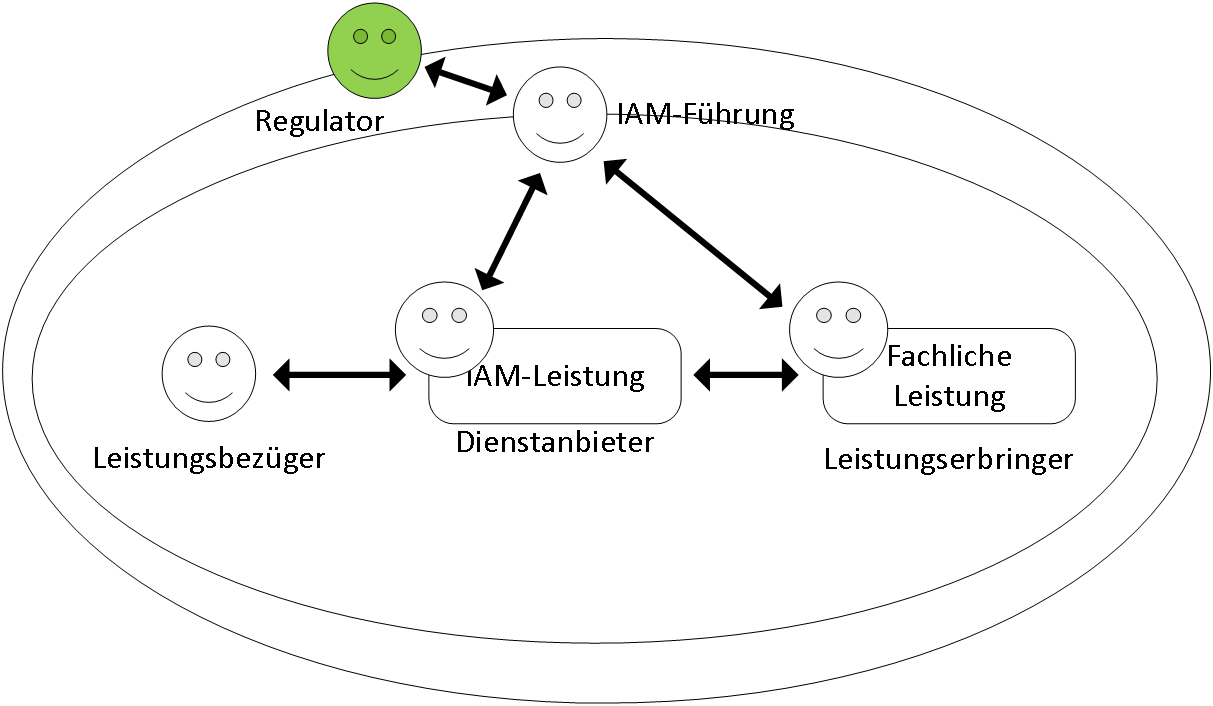 Regulator
IAM-Führung
IAM-Leistung
Dienstanbieter
Fachliche
Leistung
Leistungsbezüger
Leistungserbringer